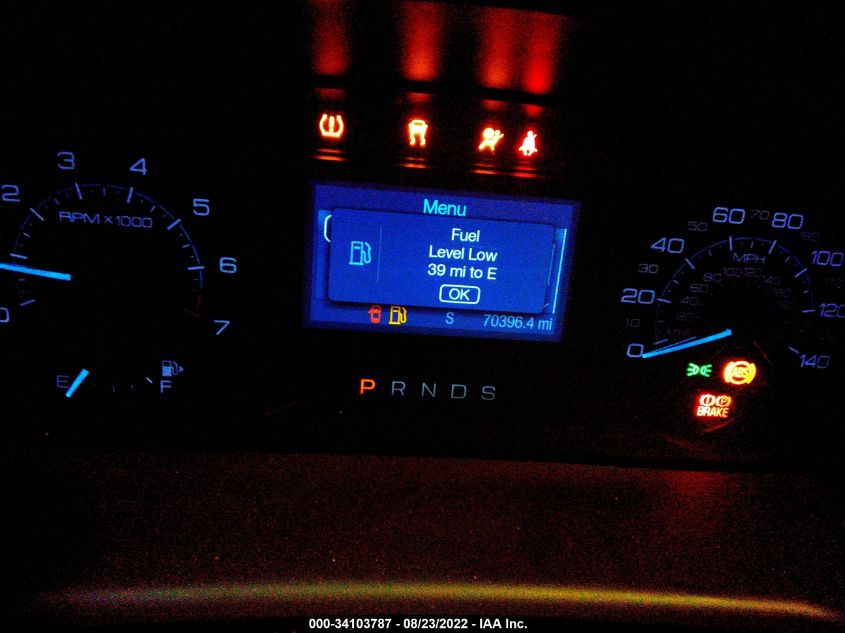 Menu
Fuel
Level Low
39 mi to E
OK
S 70396.4 mi
2 3 4 5 6 7
RPM×1000
E F
P R N D S
0 20 40 60 80 100 120 140
10 30 50 70
MPH
km/h
ABS
P
BRAKE
000-34103787 - 08/23/2022 - IAA Inc.